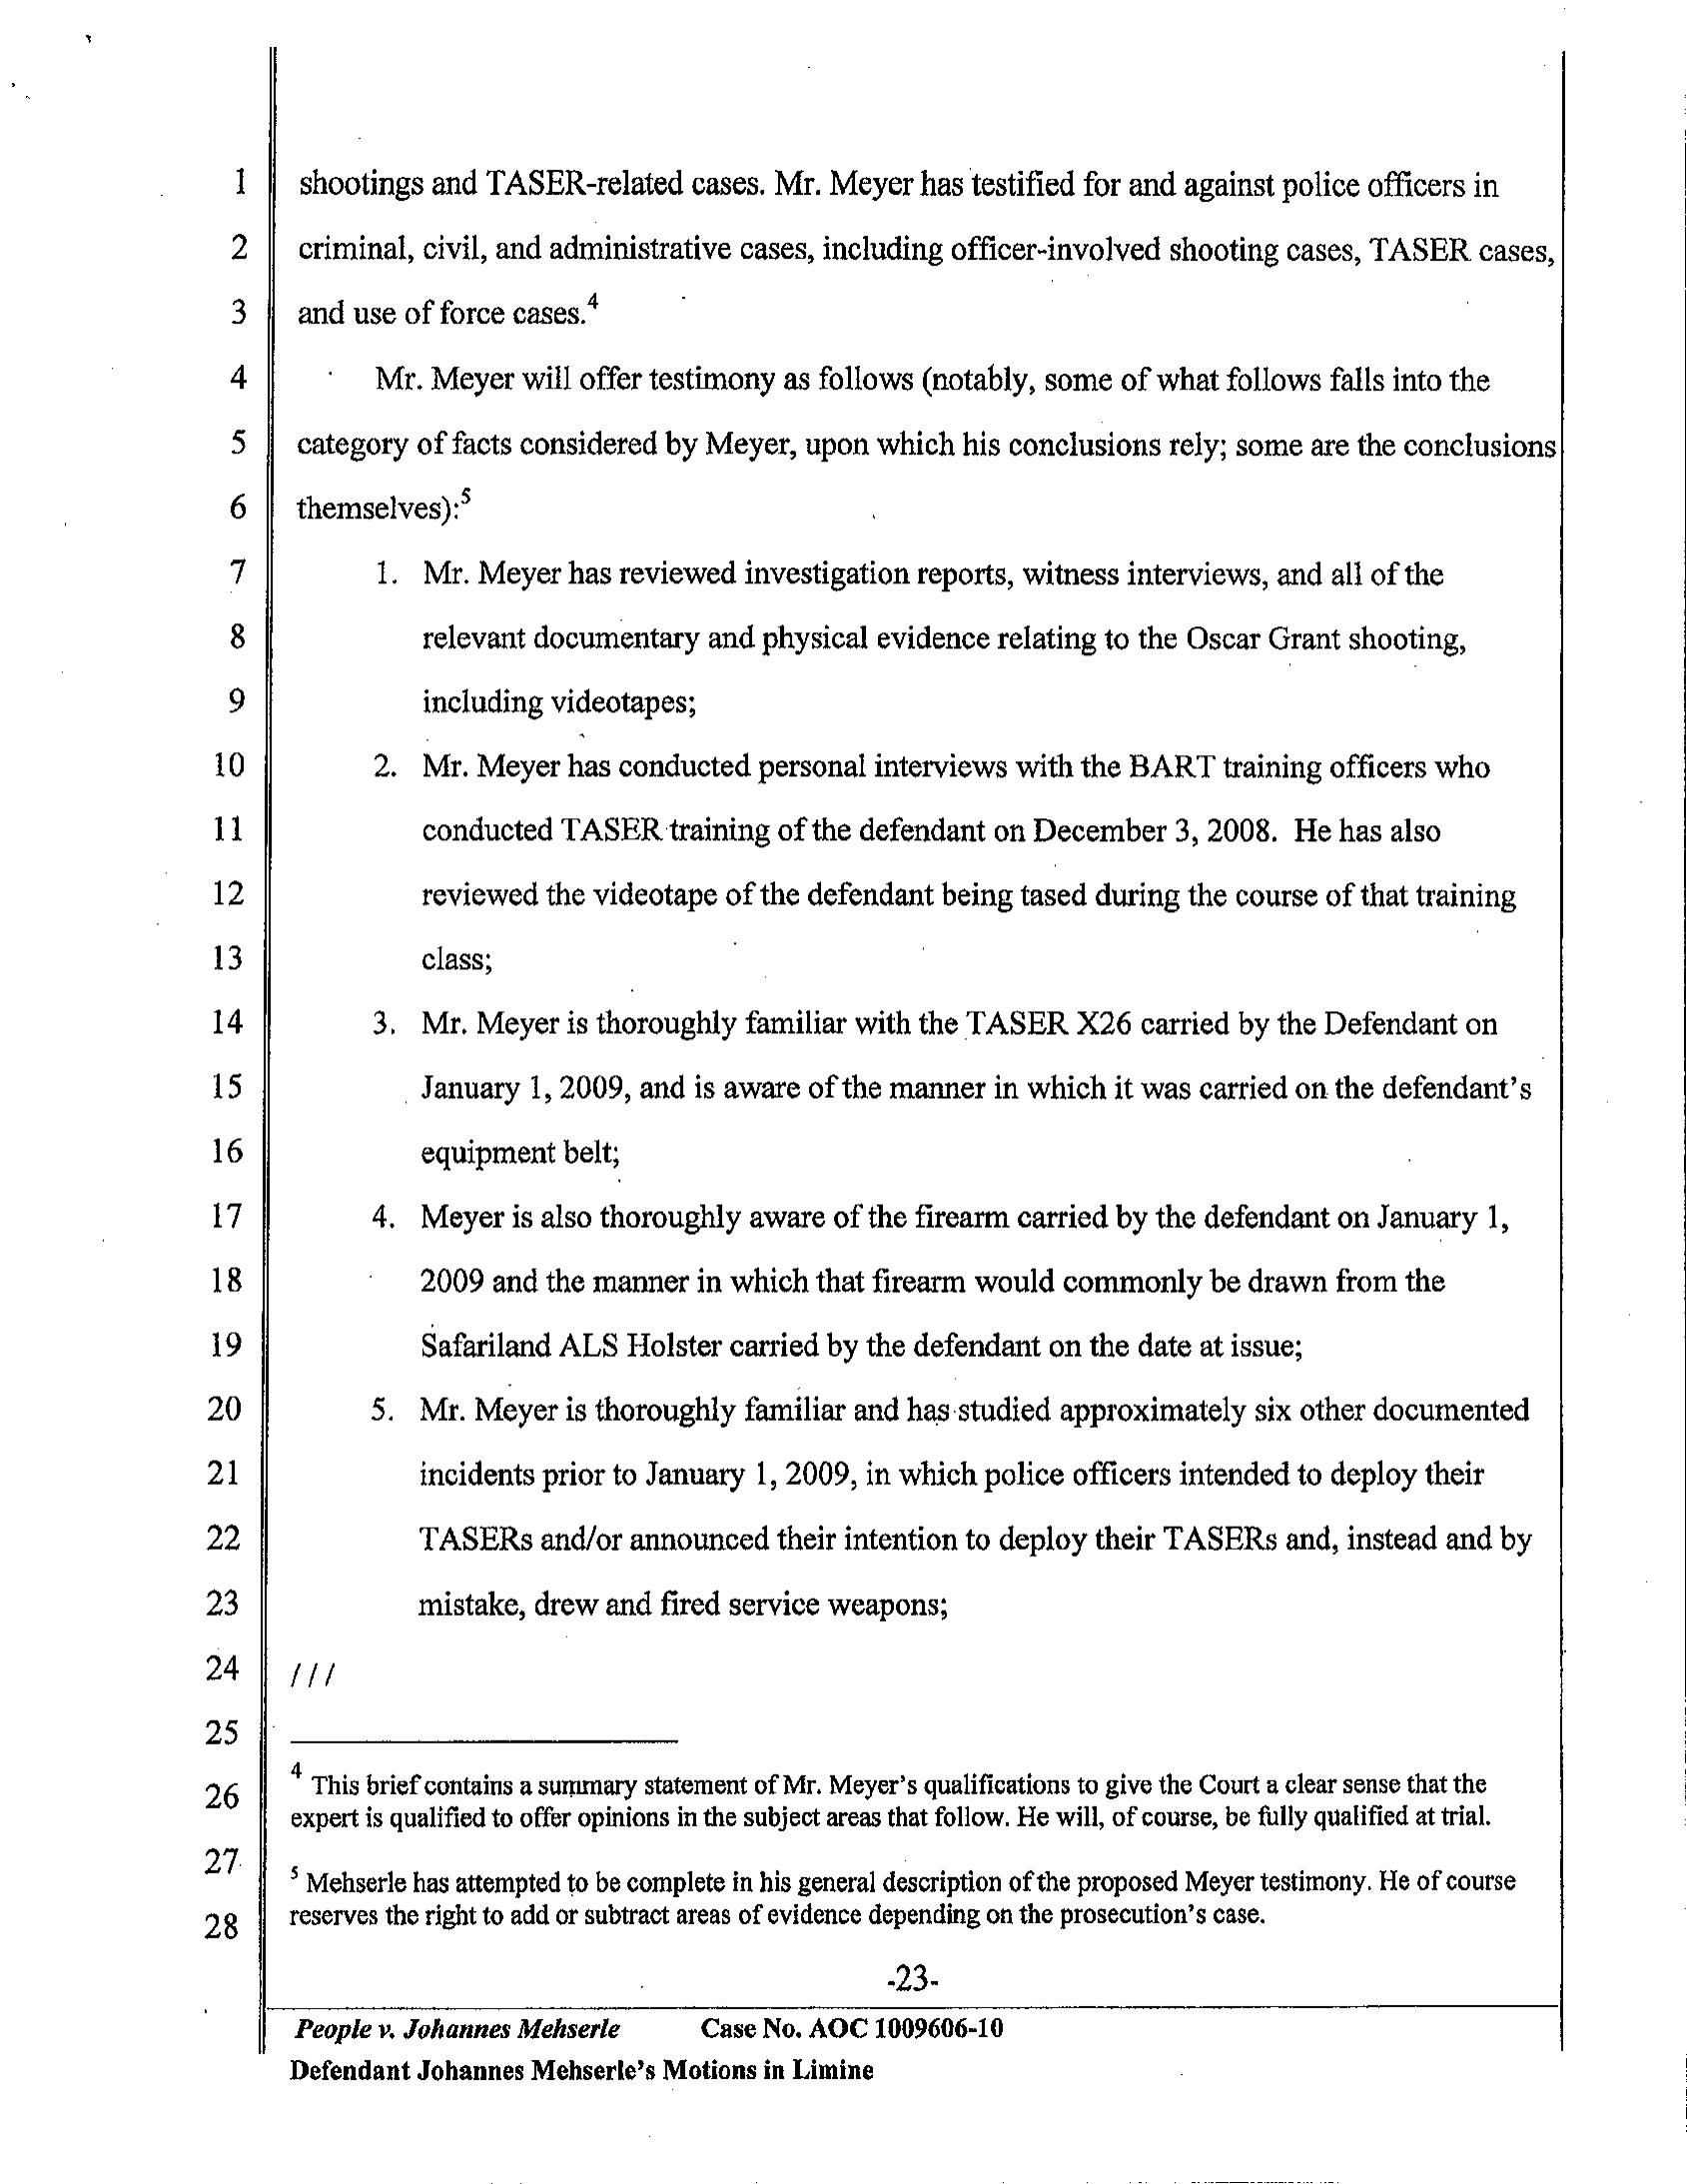 1 shootings and TASER-related cases. Mr. Meyer has testified for and against police officers in
2 criminal, civil, and administrative cases, including officer-involved shooting cases, TASER cases,
3 and use of force cases.4
4 Mr. Meyer will offer testimony as follows (notably, some of what follows falls into the
5 category of facts considered by Meyer, upon which his conclusions rely; some are the conclusions
6 themselves):5
7 1. Mr. Meyer has reviewed investigation reports, witness interviews, and all of the
8 relevant documentary and physical evidence relating to the Oscar Grant shooting,
9 including videotapes;
10 2. Mr. Meyer has conducted personal interviews with the BART training officers who
11 conducted TASER training of the defendant on December 3, 2008. He has also
12 reviewed the videotape of the defendant being tased during the course of that training
13 class;
14 3. Mr. Meyer is thoroughly familiar with the TASER X26 carried by the Defendant on
15 January 1, 2009, and is aware of the manner in which it was carried on the defendant's
16 equipment belt;
17 4. Meyer is also thoroughly aware of the firearm carried by the defendant on January 1,
18 2009 and the manner in which that firearm would commonly be drawn from the
19 Safariland ALS Holster carried by the defendant on the date at issue;
20 5. Mr. Meyer is thoroughly familiar and has studied approximately six other documented
21 incidents prior to January 1, 2009, in which police officers intended to deploy their
22 TASERs and/or announced their intention to deploy their TASERs and, instead and by
23 mistake, drew and fired service weapons;
24 ///
25
26 4 This brief contains a summary statement of Mr. Meyer's qualifications to give the Court a clear sense that the
expert is qualified to offer opinions in the subject areas that follow. He will, of course, be fully qualified at trial.
27 5 Mehserle has attempted to be complete in his general description of the proposed Meyer testimony. He of course
28 reserves the right to add or subtract areas of evidence depending on the prosecution's case.
-23-
People v. Johannes Mehserle Case No. AOC 1009606-10
Defendant Johannes Mehserle's Motions in Limine